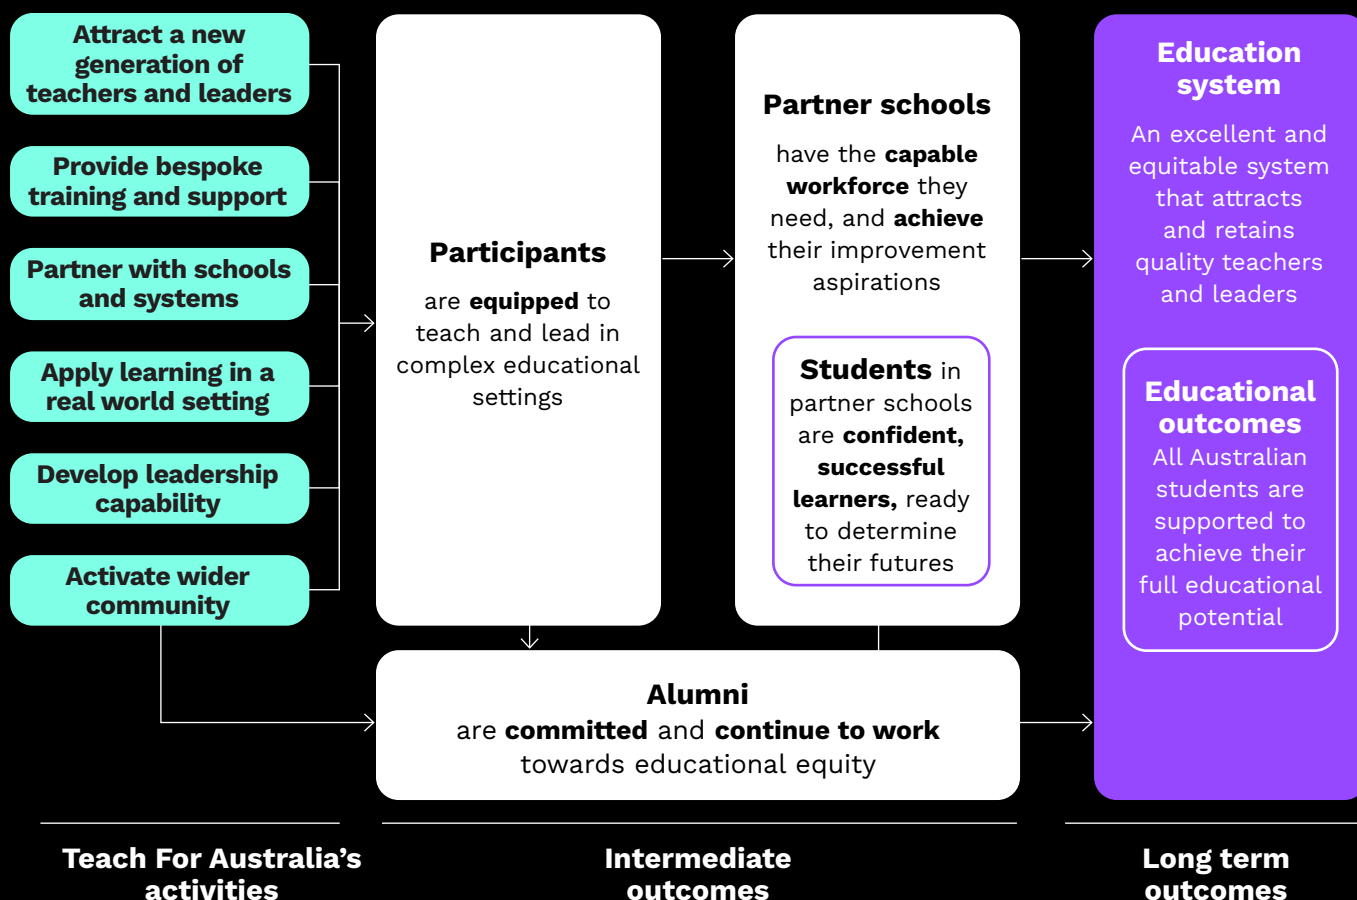 Attract a new
generation of
teachers and leaders
Provide bespoke
training and support
Partner with schools
and systems
Apply learning in a
real world setting
Develop leadership
capability
Activate wider
community
Participants
are equipped to
teach and lead in
complex educational
settings
Partner schools
have the capable
workforce they
need, and achieve
their improvement
aspirations
Students in
partner schools
are confident,
successful
learners, ready
to determine
their futures
Alumni
are committed and continue to work
towards educational equity
Education
system
An excellent and
equitable system
that attracts
and retains
quality teachers
and leaders
Educational
outcomes
All Australian
students are
supported to
achieve their
full educational
potential
Teach For Australia’s
activities
Intermediate
outcomes
Long term
outcomes